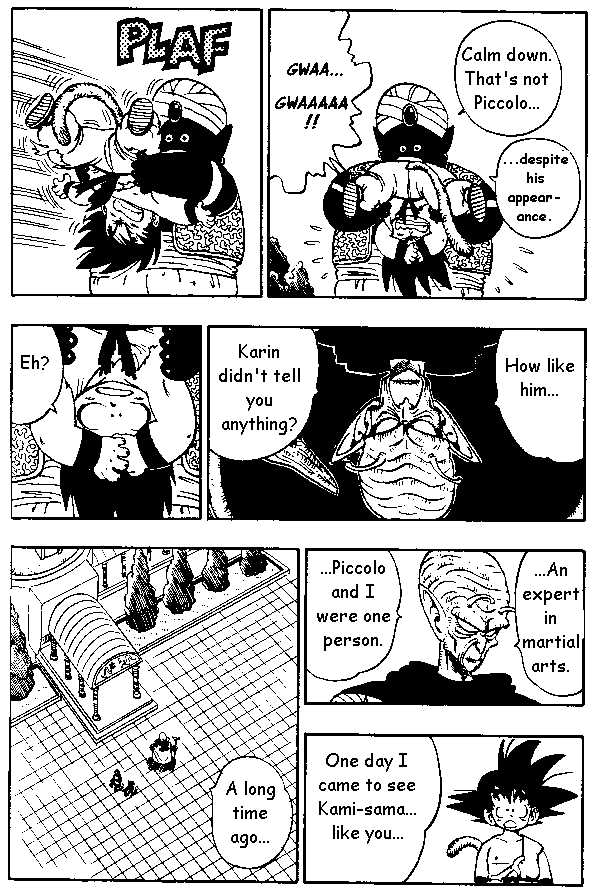 PLAF
GWAA...
GWAAAAA
!!
Calm down.
That's not
Piccolo...
...despite
his
appear-
ance.
Eh?
Karin
didn't tell
you
anything?
How like
him...
A long
time
ago...
...Piccolo
and I
were one
person.
...An
expert
in
martial
arts.
One day I
came to see
Kami-sama...
like you...